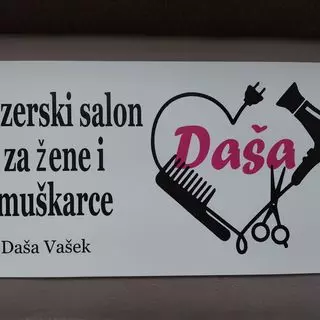 zerski salon
za žene i
muškarce
Daša Vašek
Daša